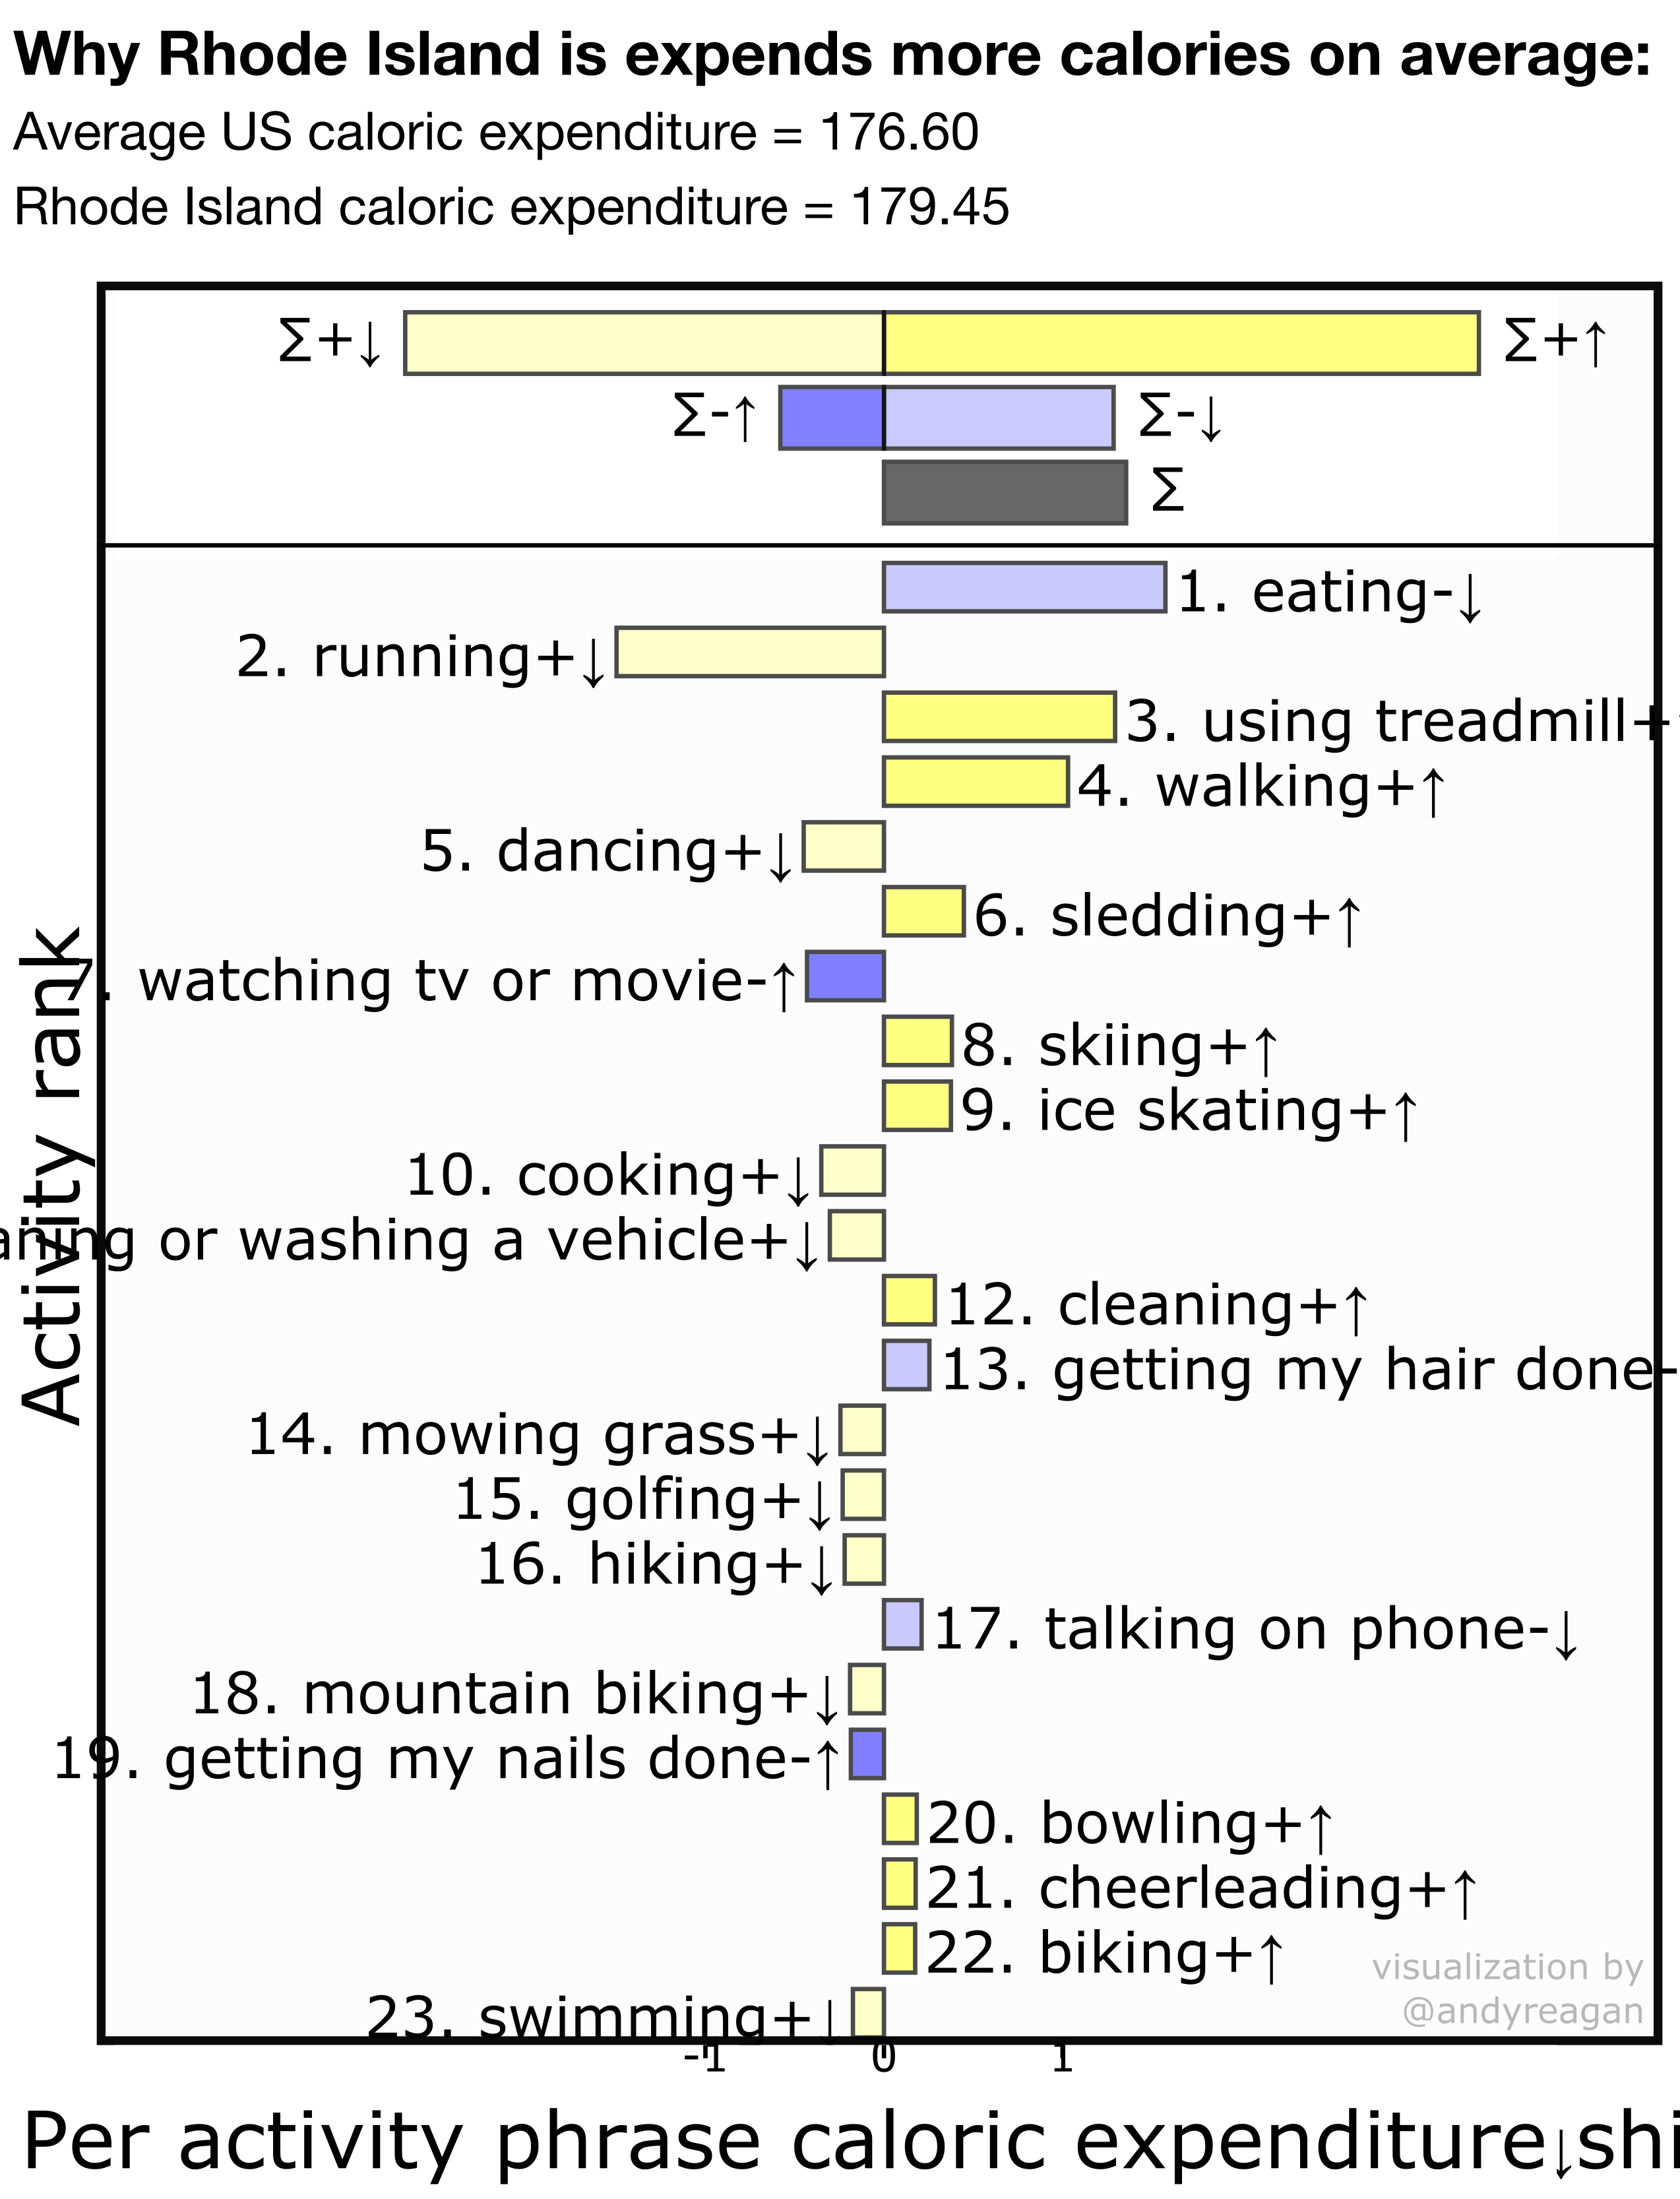 Why Rhode Island is expends more calories on average:
Average US caloric expenditure = 176.60
Rhode Island caloric expenditure = 179.45
∑+↓
∑+↑
∑-↑
∑-↓
∑
1. eating-↓
2. running+↓
3. using treadmill+
4. walking+↑
5. dancing+↓
6. sledding+↑
7. watching tv or movie-↑
8. skiing+↑
9. ice skating+↑
10. cooking+↓
aning or washing a vehicle+↓
12. cleaning+↑
13. getting my hair done-
14. mowing grass+↓
15. golfing+↓
16. hiking+↓
17. talking on phone-↓
18. mountain biking+↓
19. getting my nails done-↑
20. bowling+↑
21. cheerleading+↑
22. biking+↑
23. swimming+↓
Activity rank
visualization by
@andyreagan
-1 0 1
Per activity phrase caloric expenditure↓shi